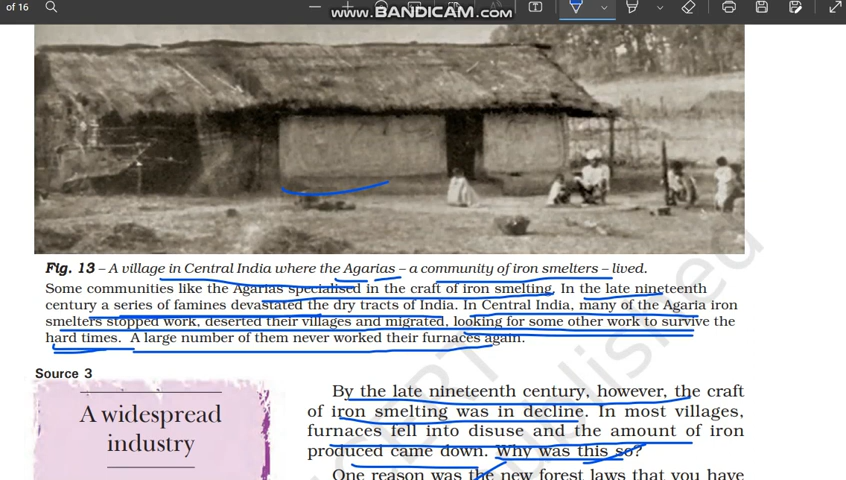 of 16
www.BANDICAM.com
Fig. 13 – A village in Central India where the Agarias – a community of iron smelters – lived.
Some communities like the Agarias specialised in the craft of iron smelting. In the late nineteenth
century a series of famines devastated the dry tracts of India. In Central India, many of the Agaria iron
smelters stopped work, deserted their villages and migrated, looking for some other work to survive the
hard times. A large number of them never worked their furnaces again.
Source 3
A widespread
industry
By the late nineteenth century, however, the craft
of iron smelting was in decline. In most villages,
furnaces fell into disuse and the amount of iron
produced came down. Why was this so?
One reason was the new forest laws that you have